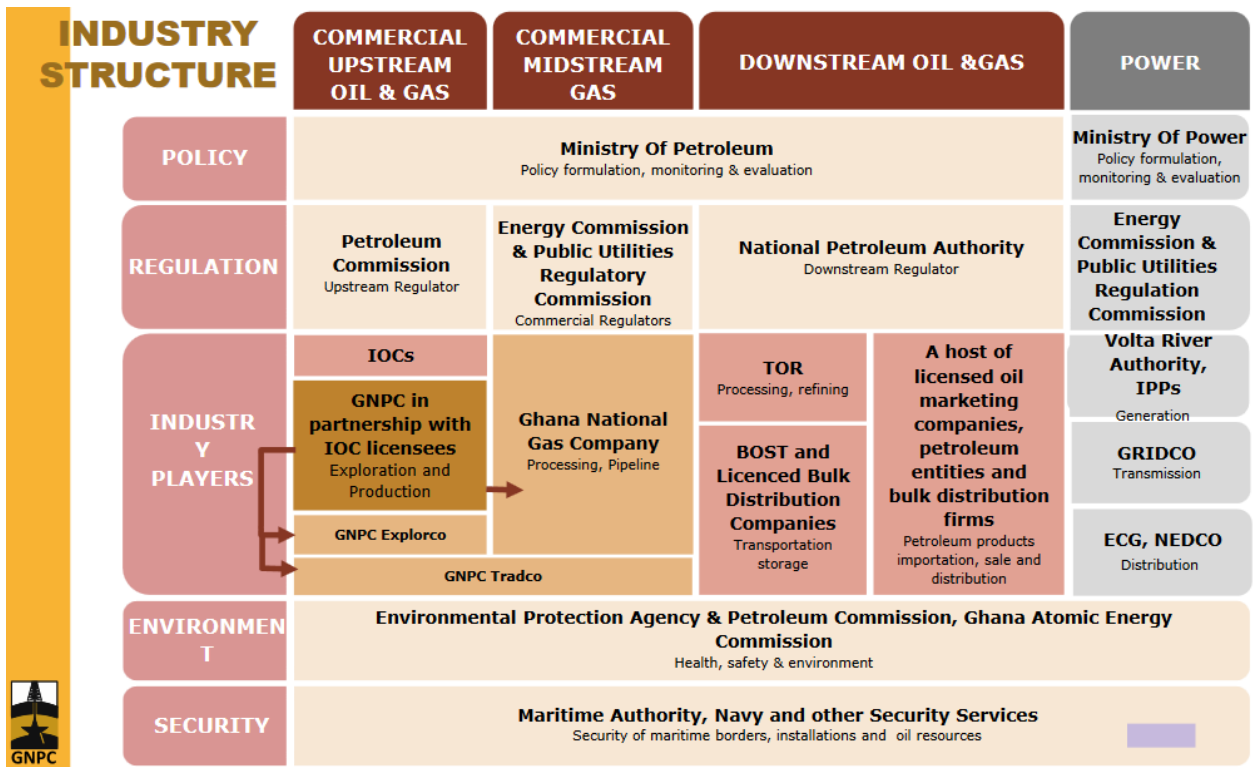 INDUSTRY
STRUCTURE
COMMERCIAL
UPSTREAM
OIL & GAS
COMMERCIAL
MIDSTREAM
GAS
DOWNSTREAM OIL &GAS
POWER
POLICY
Ministry Of Petroleum
Policy formulation, monitoring & evaluation
Ministry Of Power
Policy formulation,
monitoring & evaluation
REGULATION
Petroleum
Commission
Upstream Regulator
Energy Commission
& Public Utilities
Regulatory
Commission
Commercial Regulators
National Petroleum Authority
Downstream Regulator
Energy
Commission &
Public Utilities
Regulation
Commission
INDUSTR
Y
PLAYERS
IOCs
GNPC in
partnership with
IOC licensees
Exploration and
Production
GNPC Explorco
GNPC Tradco
Ghana National
Gas Company
Processing, Pipeline
TOR
Processing, refining
BOST and
Licenced Bulk
Distribution
Companies
Transportation
storage
A host of
licensed oil
marketing
companies,
petroleum
entities and
bulk distribution
firms
Petroleum products
importation, sale and
distribution
Volta River
Authority,
IPPs
Generation
GRIDCO
Transmission
ECG, NEDCO
Distribution
ENVIRONMEN
T
Environmental Protection Agency & Petroleum Commission, Ghana Atomic Energy
Commission
Health, safety & environment
SECURITY
Maritime Authority, Navy and other Security Services
Security of maritime borders, installations and oil resources
GNPC